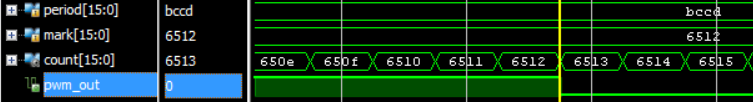 period[15:0] bccd bccd
mark[15:0] 6512 6512
count[15:0] 6513 650e 650f 6510 6511 6512 6513 6514 6515
pwm_out 0